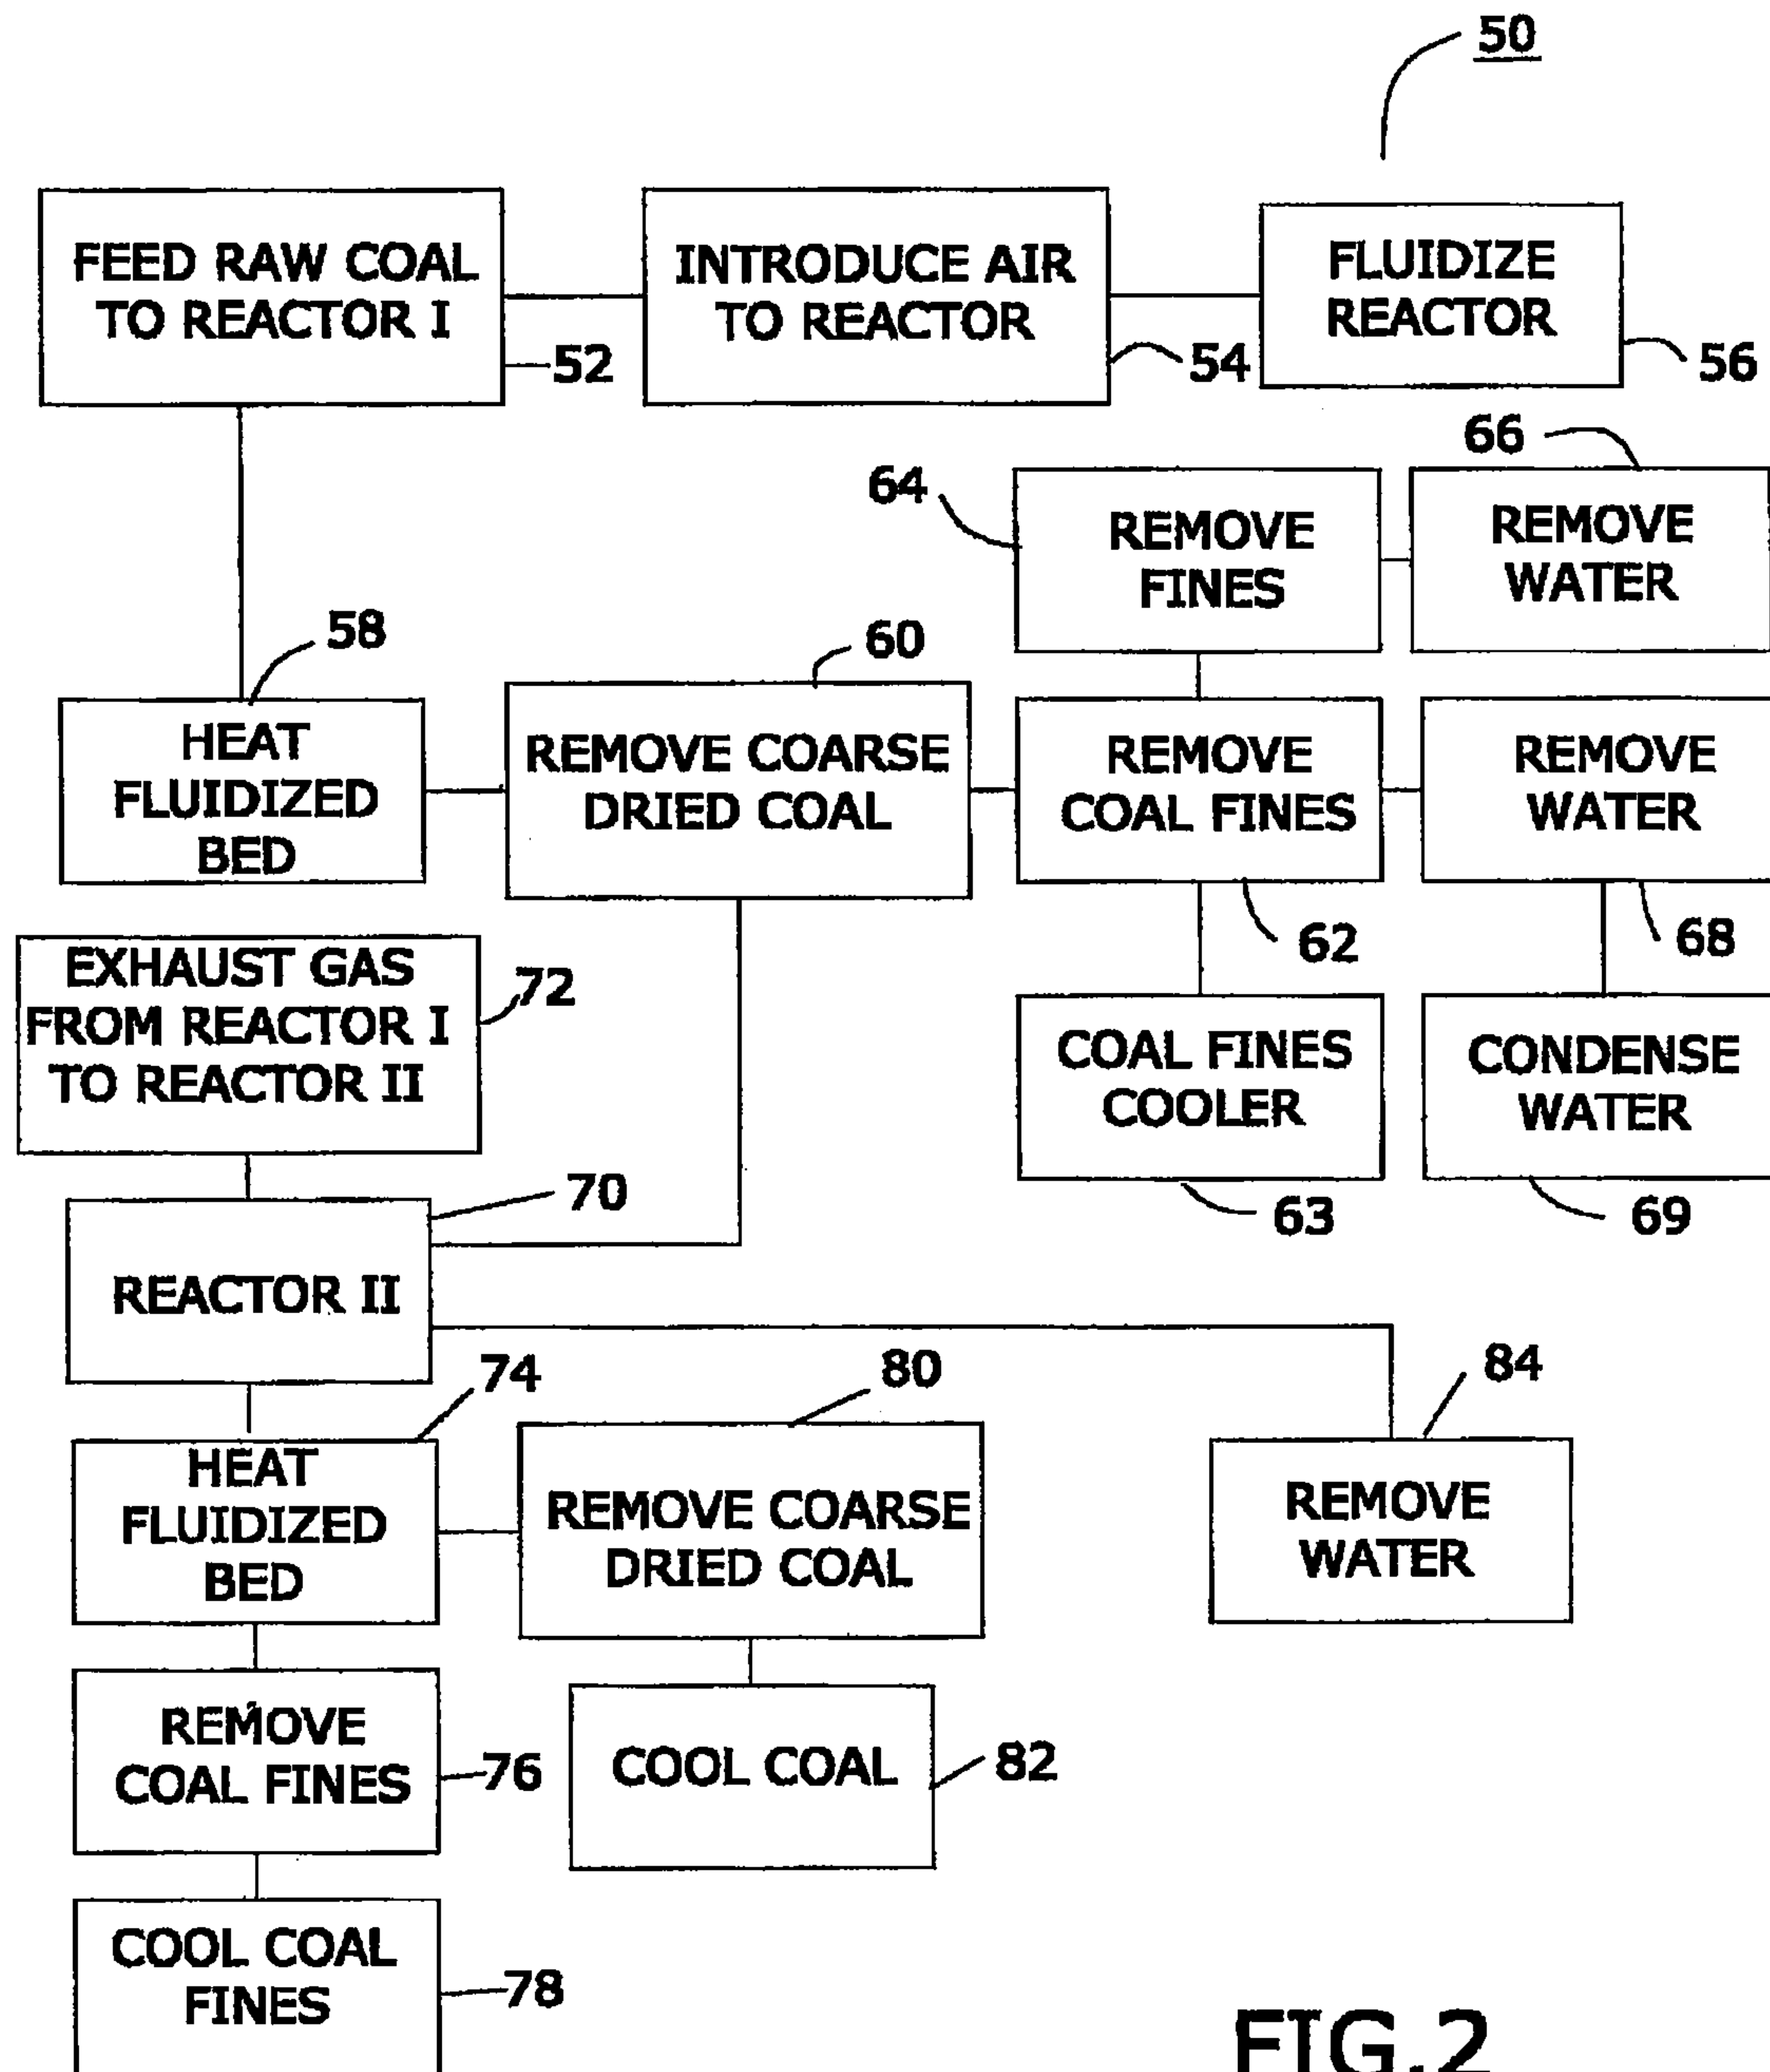 50
FEED RAW COAL
TO REACTOR I
52
INTRODUCE AIR
TO REACTOR
54
FLUIDIZE
REACTOR
56
64
REMOVE
FINES
66
REMOVE
WATER
58
HEAT
FLUIDIZED
BED
60
REMOVE COARSE
DRIED COAL
REMOVE
COAL FINES
62
REMOVE
WATER
68
EXHAUST GAS
FROM REACTOR I
TO REACTOR II
72
COAL FINES
COOLER
63
CONDENSE
WATER
69
70
REACTOR II
74
HEAT
FLUIDIZED
BED
80
REMOVE COARSE
DRIED COAL
84
REMOVE
WATER
REMOVE
COAL FINES
76
COOL COAL
82
COOL COAL
FINES
78
FIG.2